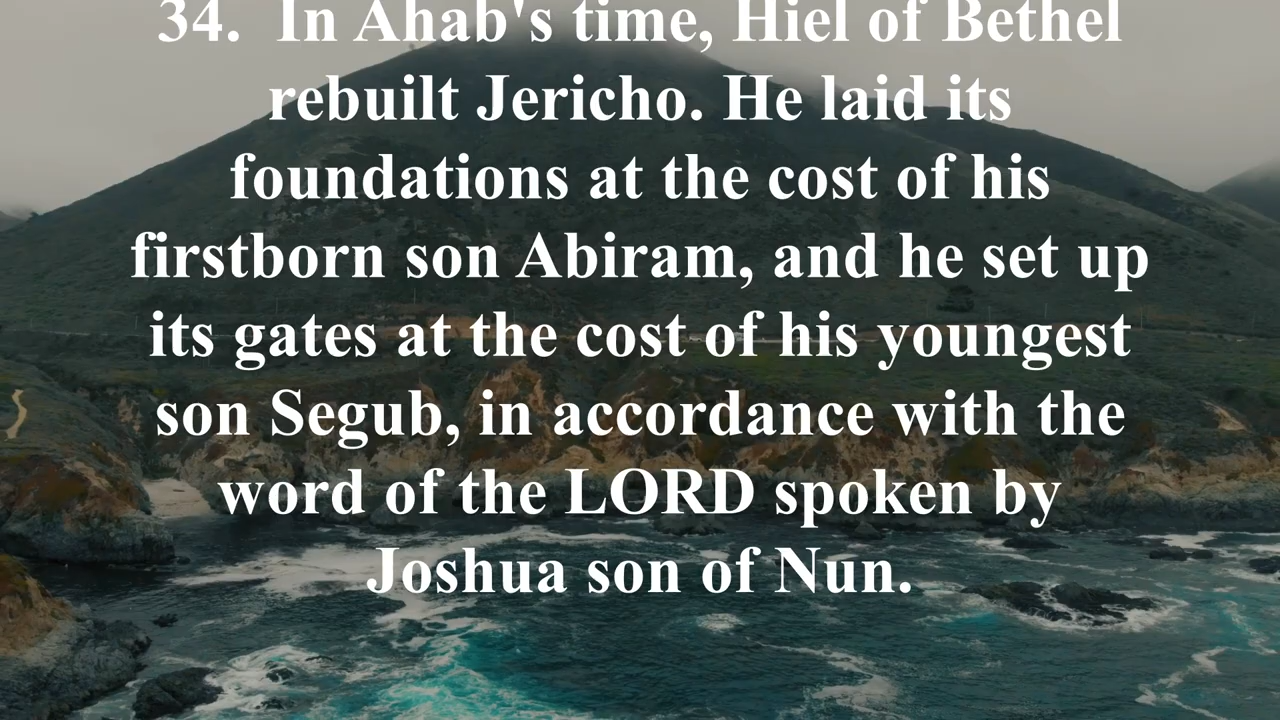 34.  In Ahab's time, Hiel of Bethel
rebuilt Jericho. He laid its
foundations at the cost of his
firstborn son Abiram, and he set up
its gates at the cost of his youngest
son Segub, in accordance with the
word of the LORD spoken by
Joshua son of Nun.